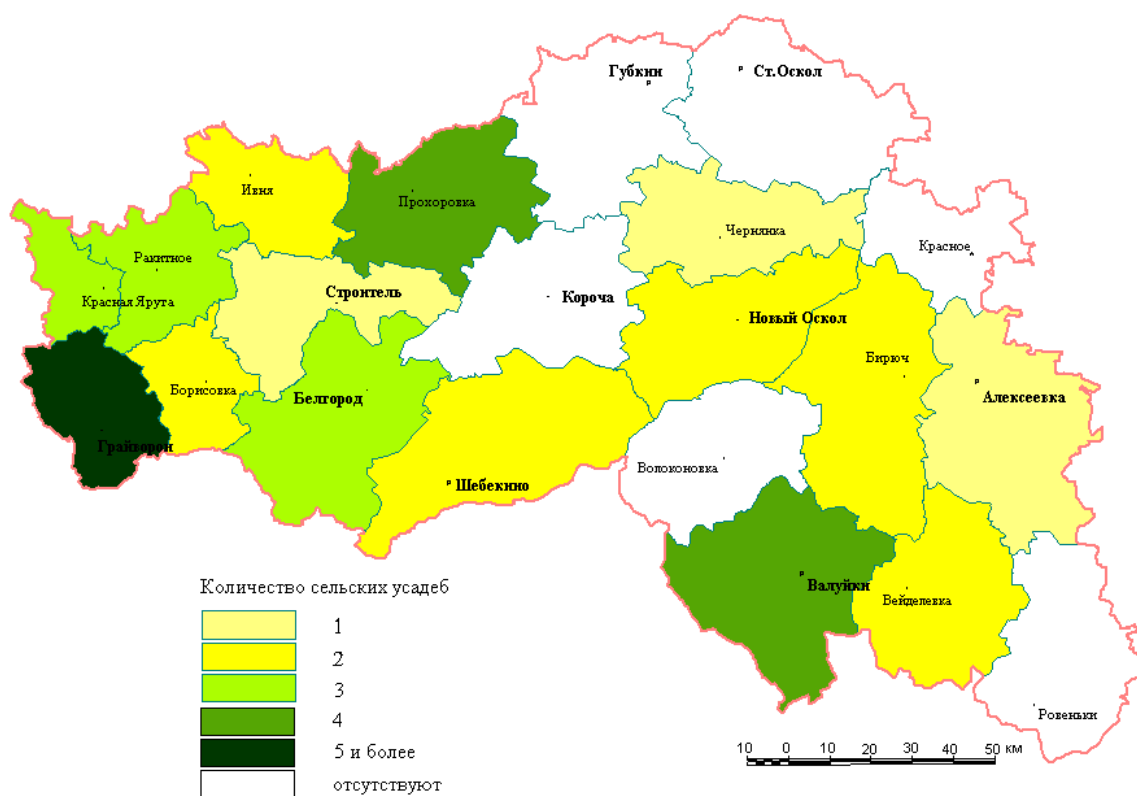 Губкин
Ст.Оскол
Ивня
Прохоровка
Чернянка
Красное
Ракитное
Красная Ярута
Строитель
Короча
Новый Оскол
Бирюч
Борисовка
Белгород
Алексеевка
Грайворон
Волоконовка
Шебекино
Валуйки
Вейделевка
Ровеньки
Количество сельских усадеб
1
2
3
4
5 и более
отсутствуют
10 0 10 20 30 40 50 км